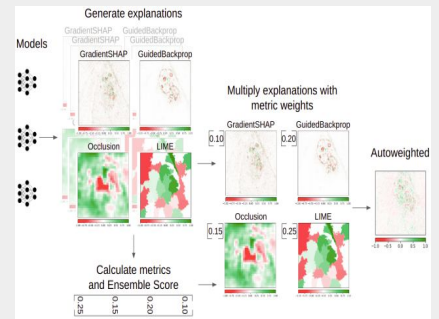 Generate explanations
GradientSHAP GuidedBackprop
GradientSHAP GuidedBackprop
GradientSHAP GuidedBackprop
Models
Occlusion LIME
Multiply explanations with
metric weights
GradientSHAP GuidedBackprop
0.10 0.20
Autoweighted
Occlusion LIME
0.15 0.25
Calculate metrics
and Ensemble Score
0.25 0.15 0.20 0.10